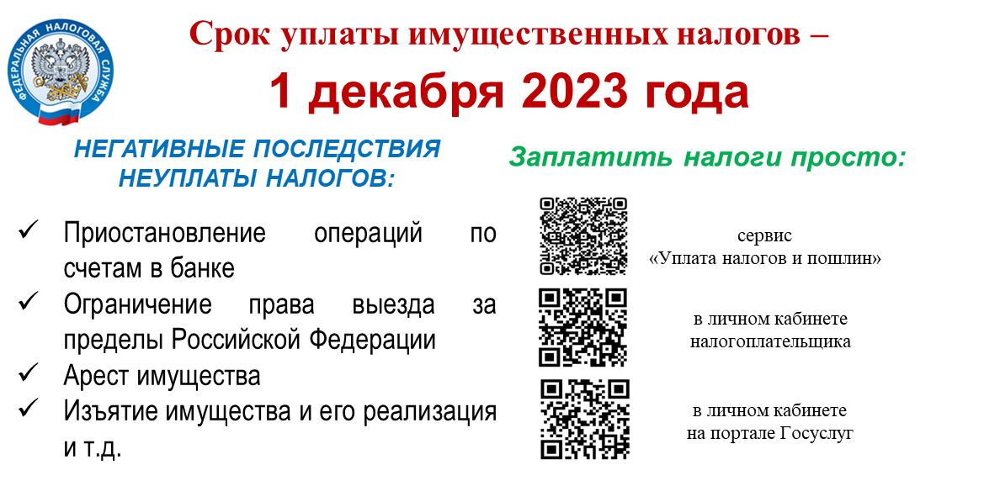 ФЕДЕРАЛЬНАЯ НАЛОГОВАЯ СЛУЖБА
Срок уплаты имущественных налогов –
1 декабря 2023 года
НЕГАТИВНЫЕ ПОСЛЕДСТВИЯ
НЕУПЛАТЫ НАЛОГОВ:
Приостановление операций по
счетам в банке
Ограничение права выезда за
пределы Российской Федерации
Арест имущества
Изъятие имущества и его реализация
и т.д.
Заплатить налоги просто:
сервис
«Уплата налогов и пошлин»
в личном кабинете
налогоплательщика
в личном кабинете
на портале Госуслуг